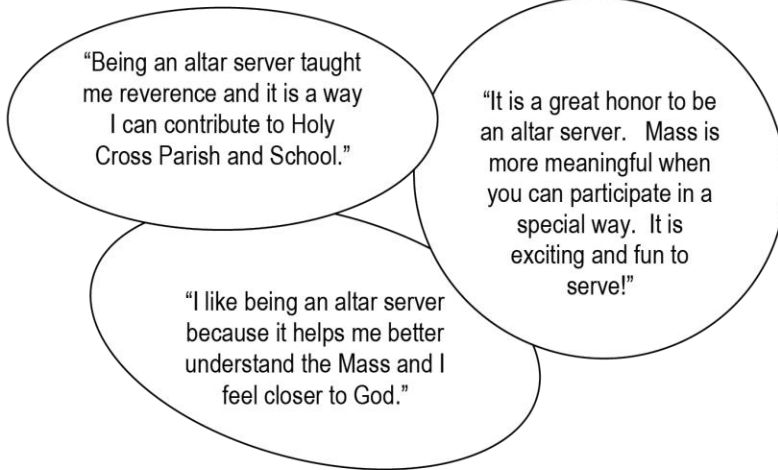 “Being an altar server taught
me reverence and it is a way
I can contribute to Holy
Cross Parish and School.”
“It is a great honor to be
an altar server.   Mass is
more meaningful when
you can participate in a
special way.  It is
exciting and fun to
serve!”
“I like being an altar server
because it helps me better
understand the Mass and I
feel closer to God.”